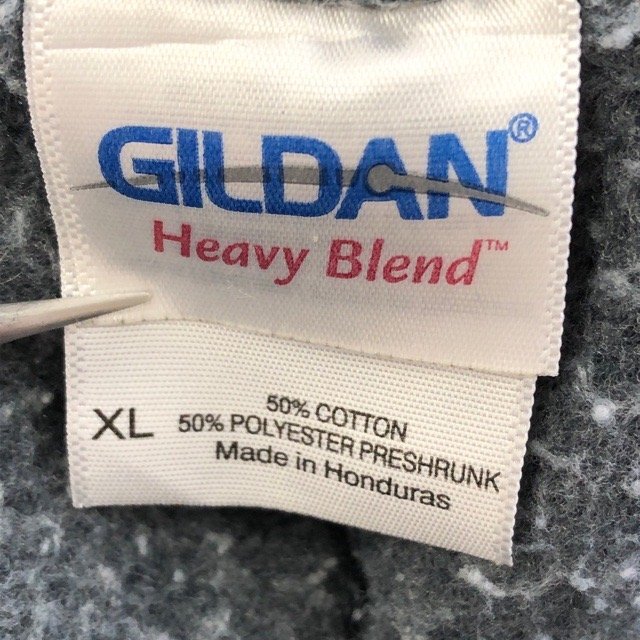 GILDAN®
Heavy Blend™
XL
50% COTTON
50% POLYESTER PRESHRUNK
Made in Honduras